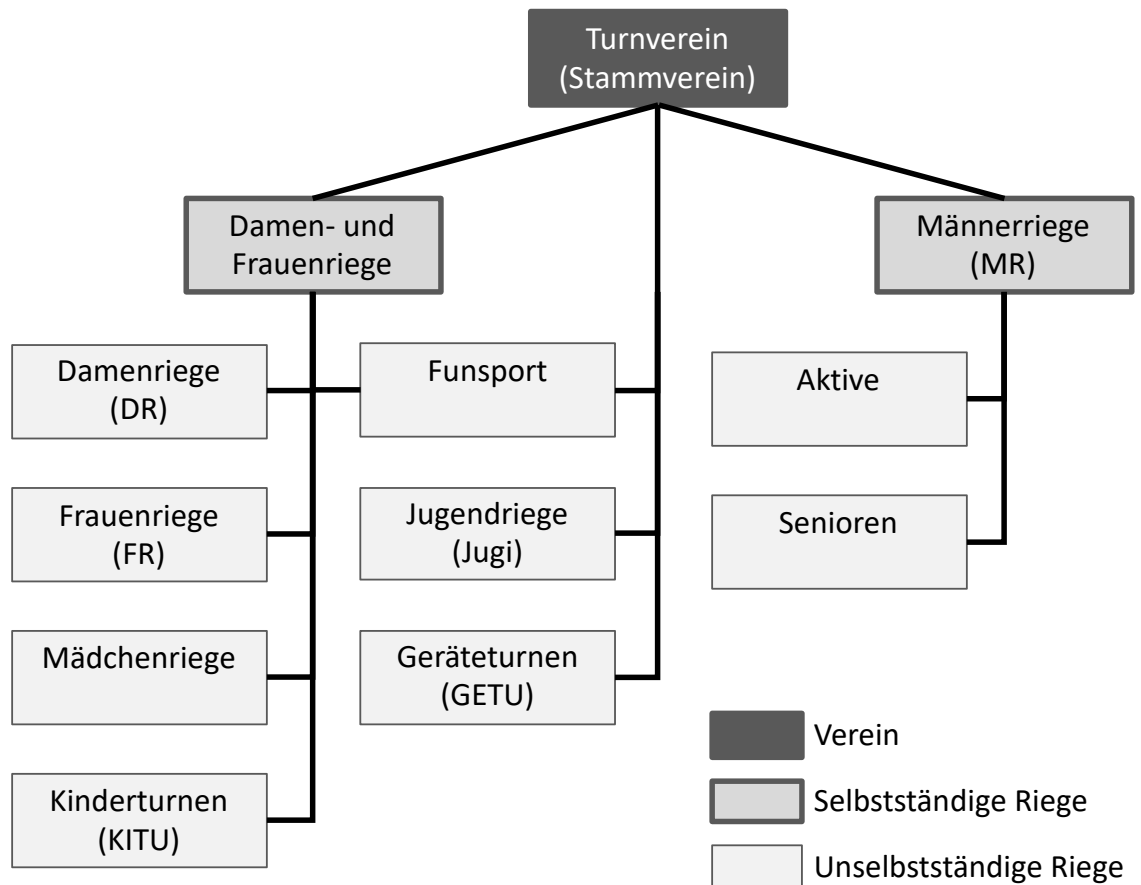 Turnverein
(Stammverein)
Damen- und
Frauenriege
Männerriege
(MR)
Damenriege
(DR)
Funsport
Aktive
Frauenriege
(FR)
Jugendriege
(Jugi)
Senioren
Mädchenriege
Geräteturnen
(GETU)
Kinderturnen
(KITU)
Verein
Selbstständige Riege
Unselbstständige Riege